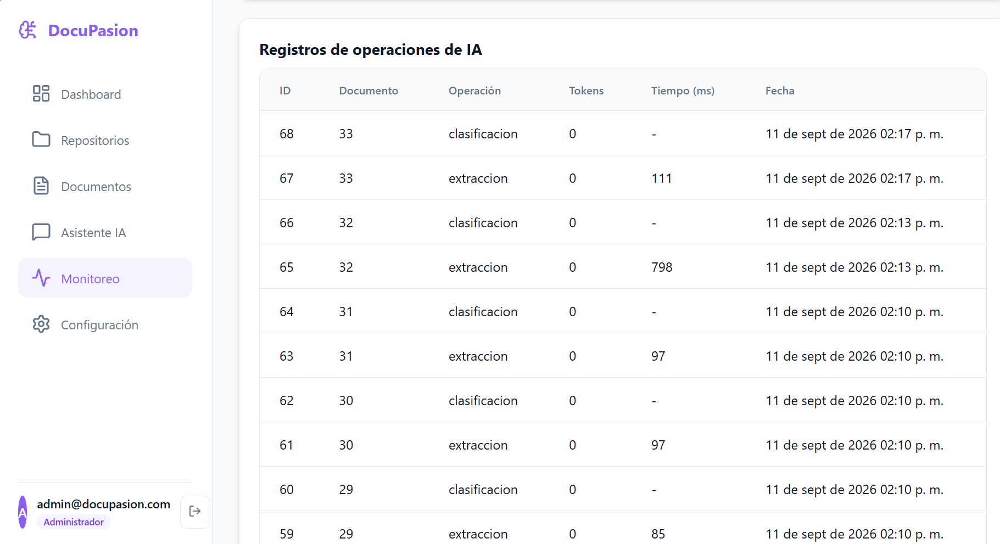 DocuPasion
Dashboard
Repositorios
Documentos
Asistente IA
Monitoreo
Configuración
A
admin@docupasion.com
Administrador
Registros de operaciones de IA
ID Documento Operación Tokens Tiempo (ms) Fecha
68 33 clasificacion 0 - 11 de sept de 2026 02:17 p. m.
67 33 extraccion 0 111 11 de sept de 2026 02:17 p. m.
66 32 clasificacion 0 - 11 de sept de 2026 02:13 p. m.
65 32 extraccion 0 798 11 de sept de 2026 02:13 p. m.
64 31 clasificacion 0 - 11 de sept de 2026 02:10 p. m.
63 31 extraccion 0 97 11 de sept de 2026 02:10 p. m.
62 30 clasificacion 0 - 11 de sept de 2026 02:10 p. m.
61 30 extraccion 0 97 11 de sept de 2026 02:10 p. m.
60 29 clasificacion 0 - 11 de sept de 2026 02:10 p. m.
59 29 extraccion 0 85 11 de sept de 2026 02:10 p. m.